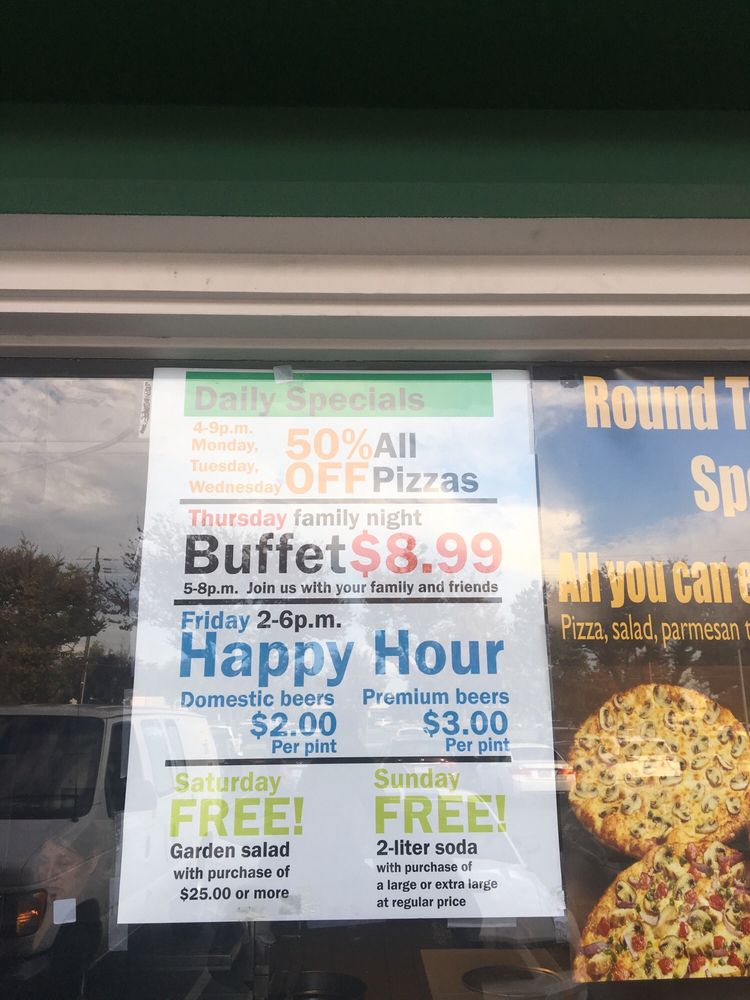 Daily Specials
4-9p.m.
Monday,
Tuesday,
Wednesday
50% All
OFF Pizzas
Thursday family night
Buffet $8.99
5-8p.m. Join us with your family and friends
Friday 2-6p.m.
Happy Hour
Domestic beers
$2.00
Per pint
Premium beers
$3.00
Per pint
Saturday
FREE!
Garden salad
with purchase of
$25.00 or more
Sunday
FREE!
2-liter soda
with purchase of
a large or extra large
at regular price
Round T
Sp
All you can
Pizza, salad, parmesan t